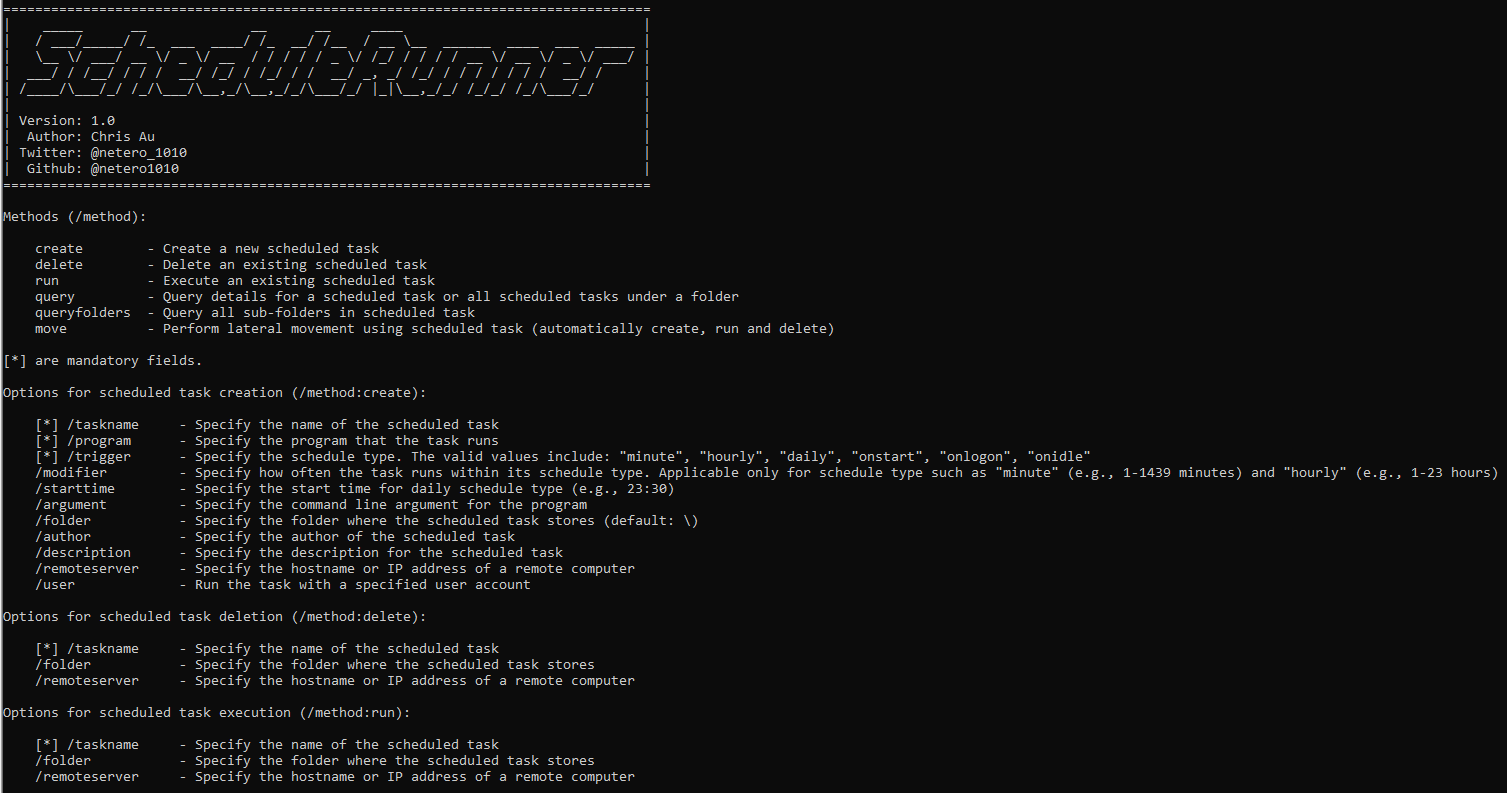 ScheduleRunner
Version: 1.0
Author: Chris Au
Twitter: @netero_1010
Github: @netero1010
Methods (/method):
create - Create a new scheduled task
delete - Delete an existing scheduled task
run - Execute an existing scheduled task
query - Query details for a scheduled task or all scheduled tasks under a folder
queryfolders - Query all sub-folders in scheduled task
move - Perform lateral movement using scheduled task (automatically create, run and delete)
[*] are mandatory fields.
Options for scheduled task creation (/method:create):
[*] /taskname - Specify the name of the scheduled task
[*] /program - Specify the program that the task runs
[*] /trigger - Specify the schedule type. The valid values include: "minute", "hourly", "daily", "onstart", "onlogon", "onidle"
/modifier - Specify how often the task runs within its schedule type. Applicable only for schedule type such as "minute" (e.g., 1-1439 minutes) and "hourly" (e.g., 1-23 hours)
/starttime - Specify the start time for daily schedule type (e.g., 23:30)
/argument - Specify the command line argument for the program
/folder - Specify the folder where the scheduled task stores (default: \)
/author - Specify the author of the scheduled task
/description - Specify the description for the scheduled task
/remoteserver - Specify the hostname or IP address of a remote computer
/user - Run the task with a specified user account
Options for scheduled task deletion (/method:delete):
[*] /taskname - Specify the name of the scheduled task
/folder - Specify the folder where the scheduled task stores
/remoteserver - Specify the hostname or IP address of a remote computer
Options for scheduled task execution (/method:run):
[*] /taskname - Specify the name of the scheduled task
/folder - Specify the folder where the scheduled task stores
/remoteserver - Specify the hostname or IP address of a remote computer